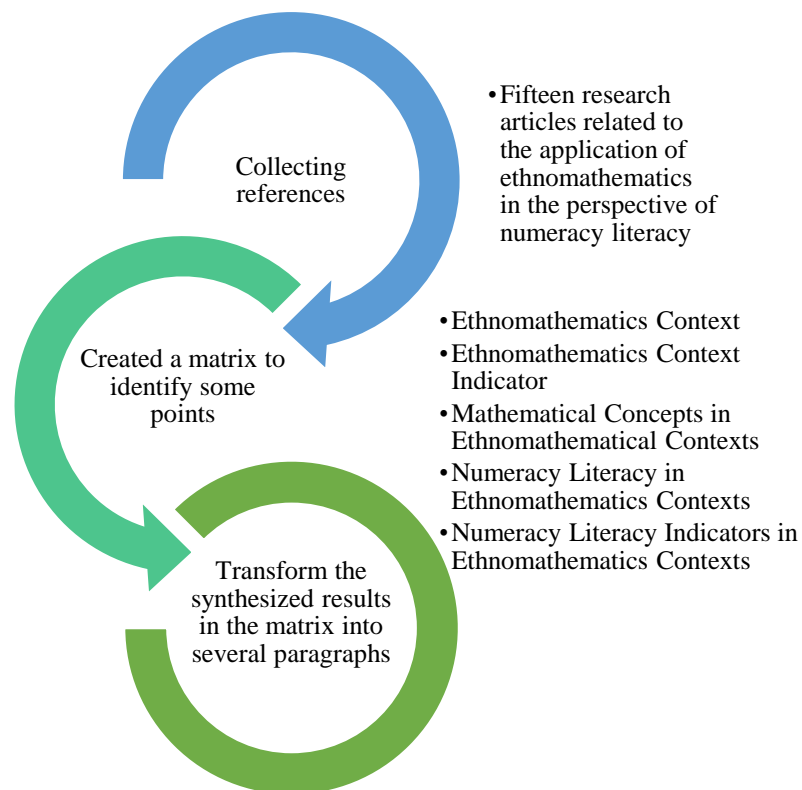 Collecting
references
•Fifteen research
articles related to
the application of
ethnomathematics
in the perspective of
numeracy literacy
Created a matrix to
identify some
points
•Ethnomathematics Context
•Ethnomathematics Context
Indicator
•Mathematical Concepts in
Ethnomathematical Contexts
•Numeracy Literacy in
Ethnomathematics Contexts
•Numeracy Literacy Indicators in
Ethnomathematics Contexts
Transform the
synthesized results
in the matrix into
several paragraphs